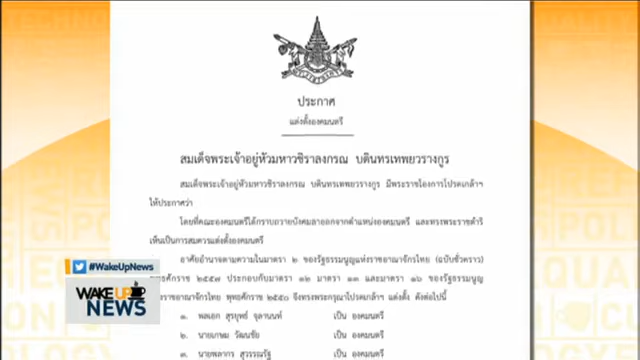 ประกาศ
แต่งตั้งองคมนตรี
สมเด็จพระเจ้าอยู่หัวมหาวชิราลงกรณ บดินทรเทพยวรางกูร
สมเด็จพระเจ้าอยู่หัวมหาวชิราลงกรณ บดินทรเทพยวรางกูร มีพระราชโองการโปรดเกล้าฯ
ให้ประกาศว่า
โดยที่คณะองคมนตรีได้กราบถวายบังคมลาออกจากตำแหน่งองคมนตรี และทรงพระราชดำริ
เห็นเป็นการสมควรแต่งตั้งองคมนตรี
อาศัยอำนาจตามความในมาตรา ๒ ของรัฐธรรมนูญแห่งราชอาณาจักรไทย (ฉบับชั่วคราว)
พุทธศักราช ๒๕๕๗ ประกอบกับมาตรา ๑๒ มาตรา ๑๓ และมาตรา ๑๖ ของรัฐธรรมนูญ
ราชอาณาจักรไทย พุทธศักราช ๒๕๕๐ จึงทรงพระกรุณาโปรดเกล้าฯ แต่งตั้ง ดังต่อไปนี้
๑. พลเอก สุรยุทธ์ จุลานนท์ เป็น องคมนตรี
๒. นายเกษม วัฒนชัย เป็น องคมนตรี
๓. นายพลากร สุวรรณรัฐ เป็น องคมนตรี
#WakeUpNews
WAKE UP
NEWS